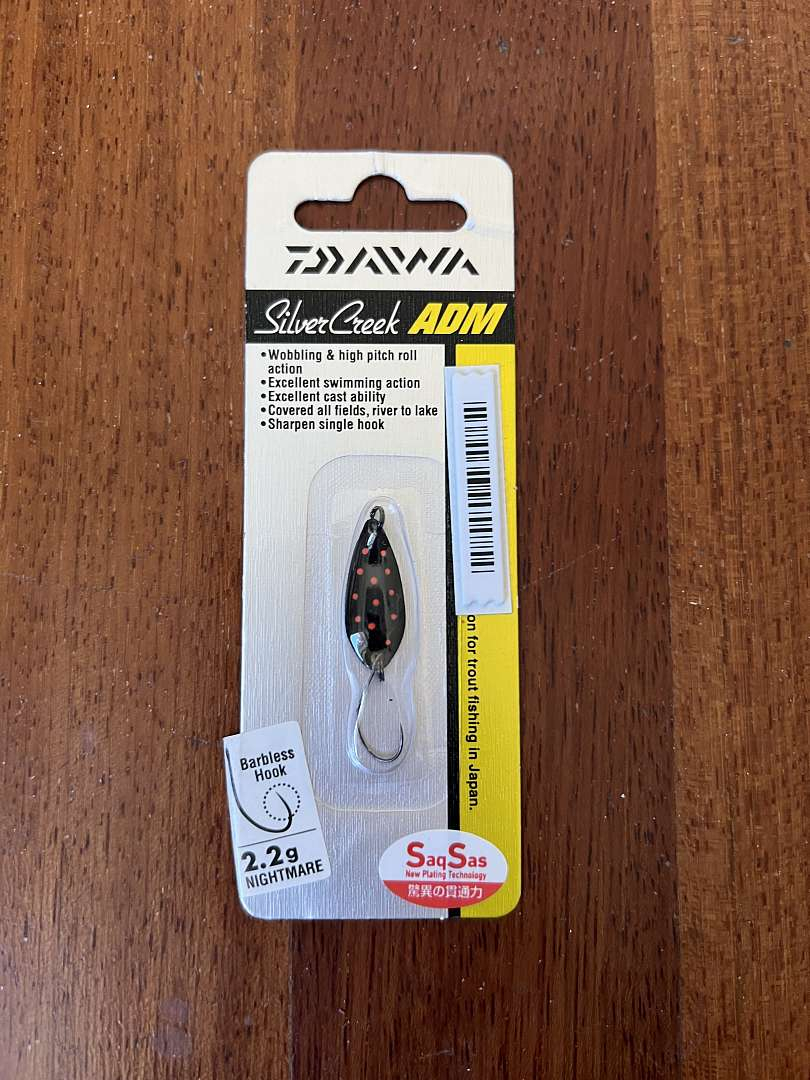 DAIWA
Silver Creek ADM
•Wobbling & high pitch roll
action
•Excellent swimming action
•Excellent cast ability
•Covered all fields, river to lake
•Sharpen single hook
on for trout fishing in Japan.
Barbless
Hook
2.2g
NIGHTMARE
SaqSas
New Plating Technology
驚異の貫通力